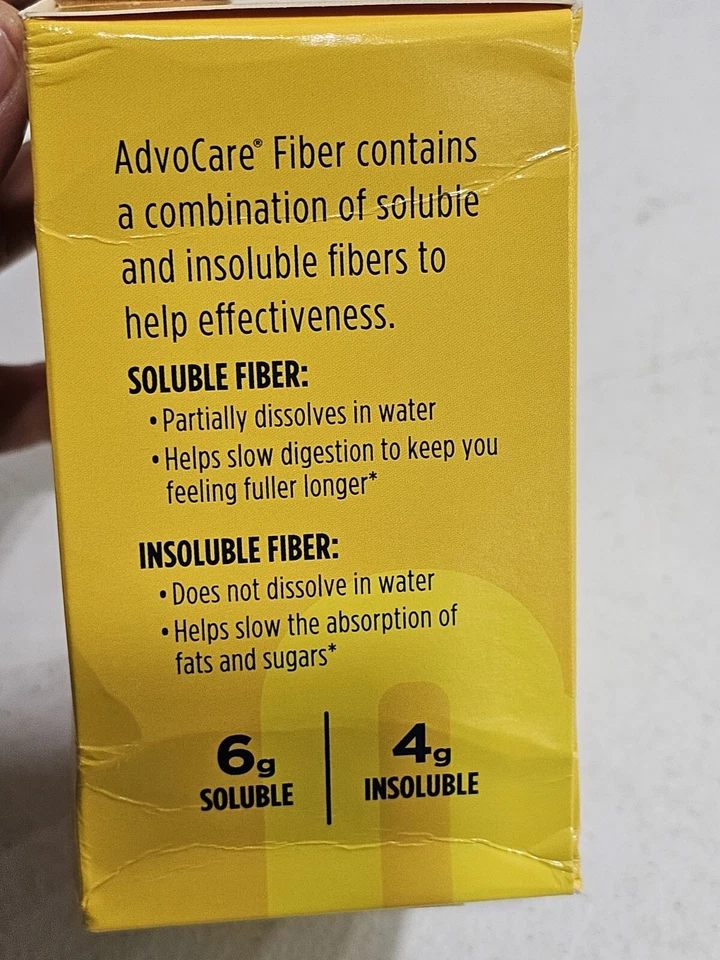 AdvoCare® Fiber contains
a combination of soluble
and insoluble fibers to
help effectiveness.
SOLUBLE FIBER:
• Partially dissolves in water
• Helps slow digestion to keep you
feeling fuller longer*
INSOLUBLE FIBER:
• Does not dissolve in water
• Helps slow the absorption of
fats and sugars*
6g
SOLUBLE
4g
INSOLUBLE